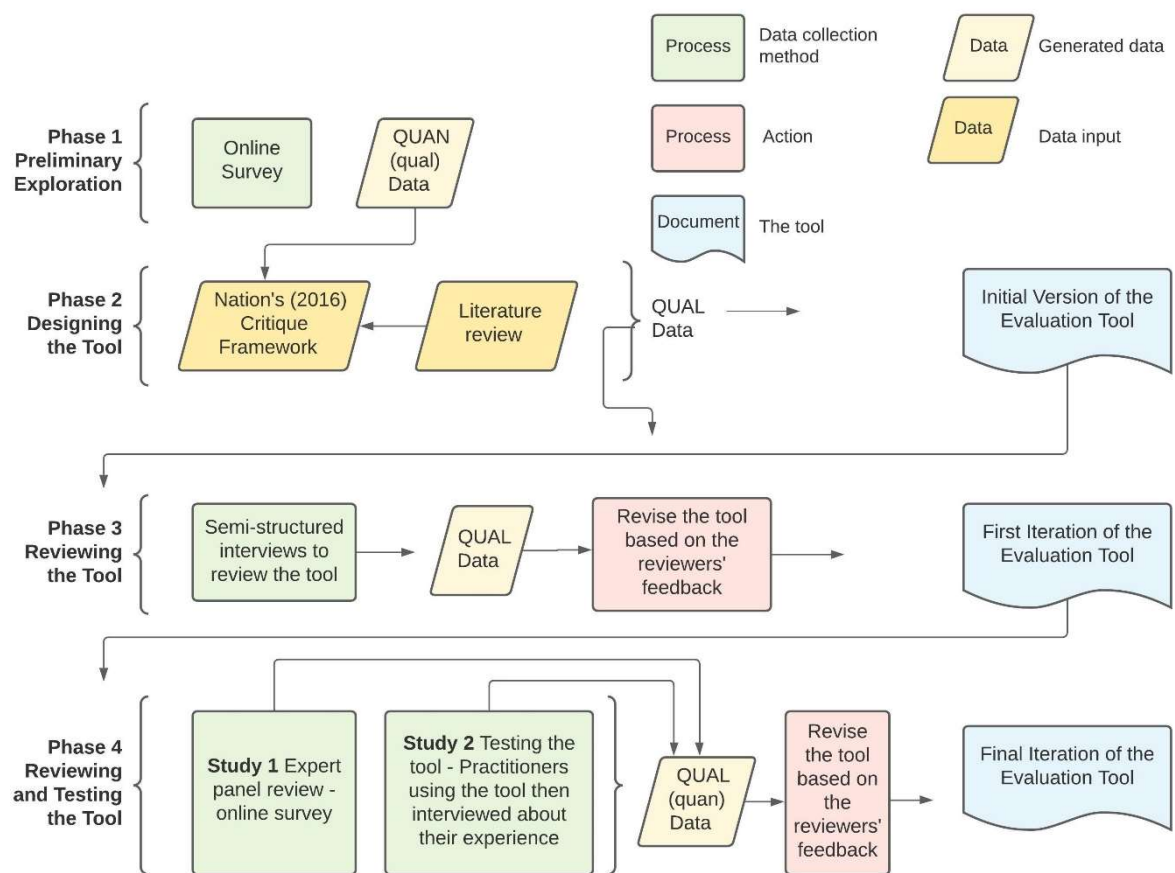 Process
Data collection
method
Data
Generated data
Process
Action
Data
Data input
Document
The tool
Phase 1
Preliminary
Exploration
Online
Survey
QUAN
(qual)
Data
Phase 2
Designing
the Tool
Nation's (2016)
Critique
Framework
Literature
review
QUAL
Data
Initial Version of the
Evaluation Tool
Phase 3
Reviewing
the Tool
Semi-structured
interviews to
review the tool
QUAL
Data
Revise the tool
based on the
reviewers'
feedback
First Iteration of the
Evaluation Tool
Phase 4
Reviewing
and Testing
the Tool
Study 1 Expert
panel review -
online survey
Study 2 Testing the
tool - Practitioners
using the tool then
interviewed about
their experience
QUAL
(quan)
Data
Revise
the tool
based on
the
reviewers'
feedback
Final Iteration of the
Evaluation Tool